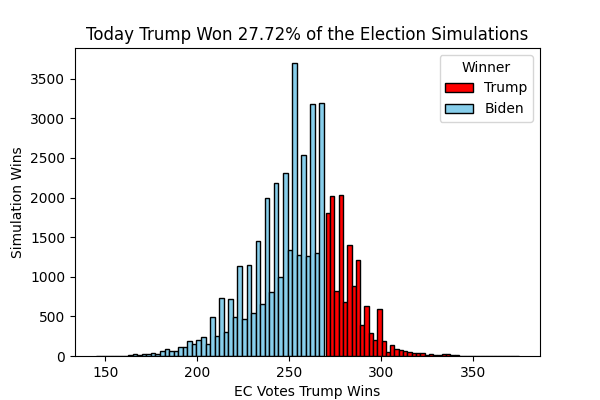 Today Trump Won 27.72% of the Election Simulations
Winner
Trump
Biden
Simulation Wins
3500
3000
2500
2000
1500
1000
500
0
150 200 250 300 350
EC Votes Trump Wins